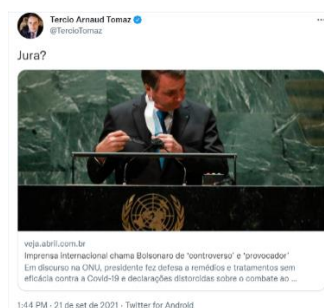 Tercio Arnaud Tomaz
@TercioTomaz
Jura?
veja.abril.com.br
Imprensa internacional chama Bolsonaro de 'controverso' e 'provocador'
Em discurso na ONU, presidente fez defesa a remédios e tratamentos sem
eficácia contra a Covid-19 e declarações distorcidas sobre o combate ao ...
1:44 PM · 21 de set de 2021 · Twitter for Android